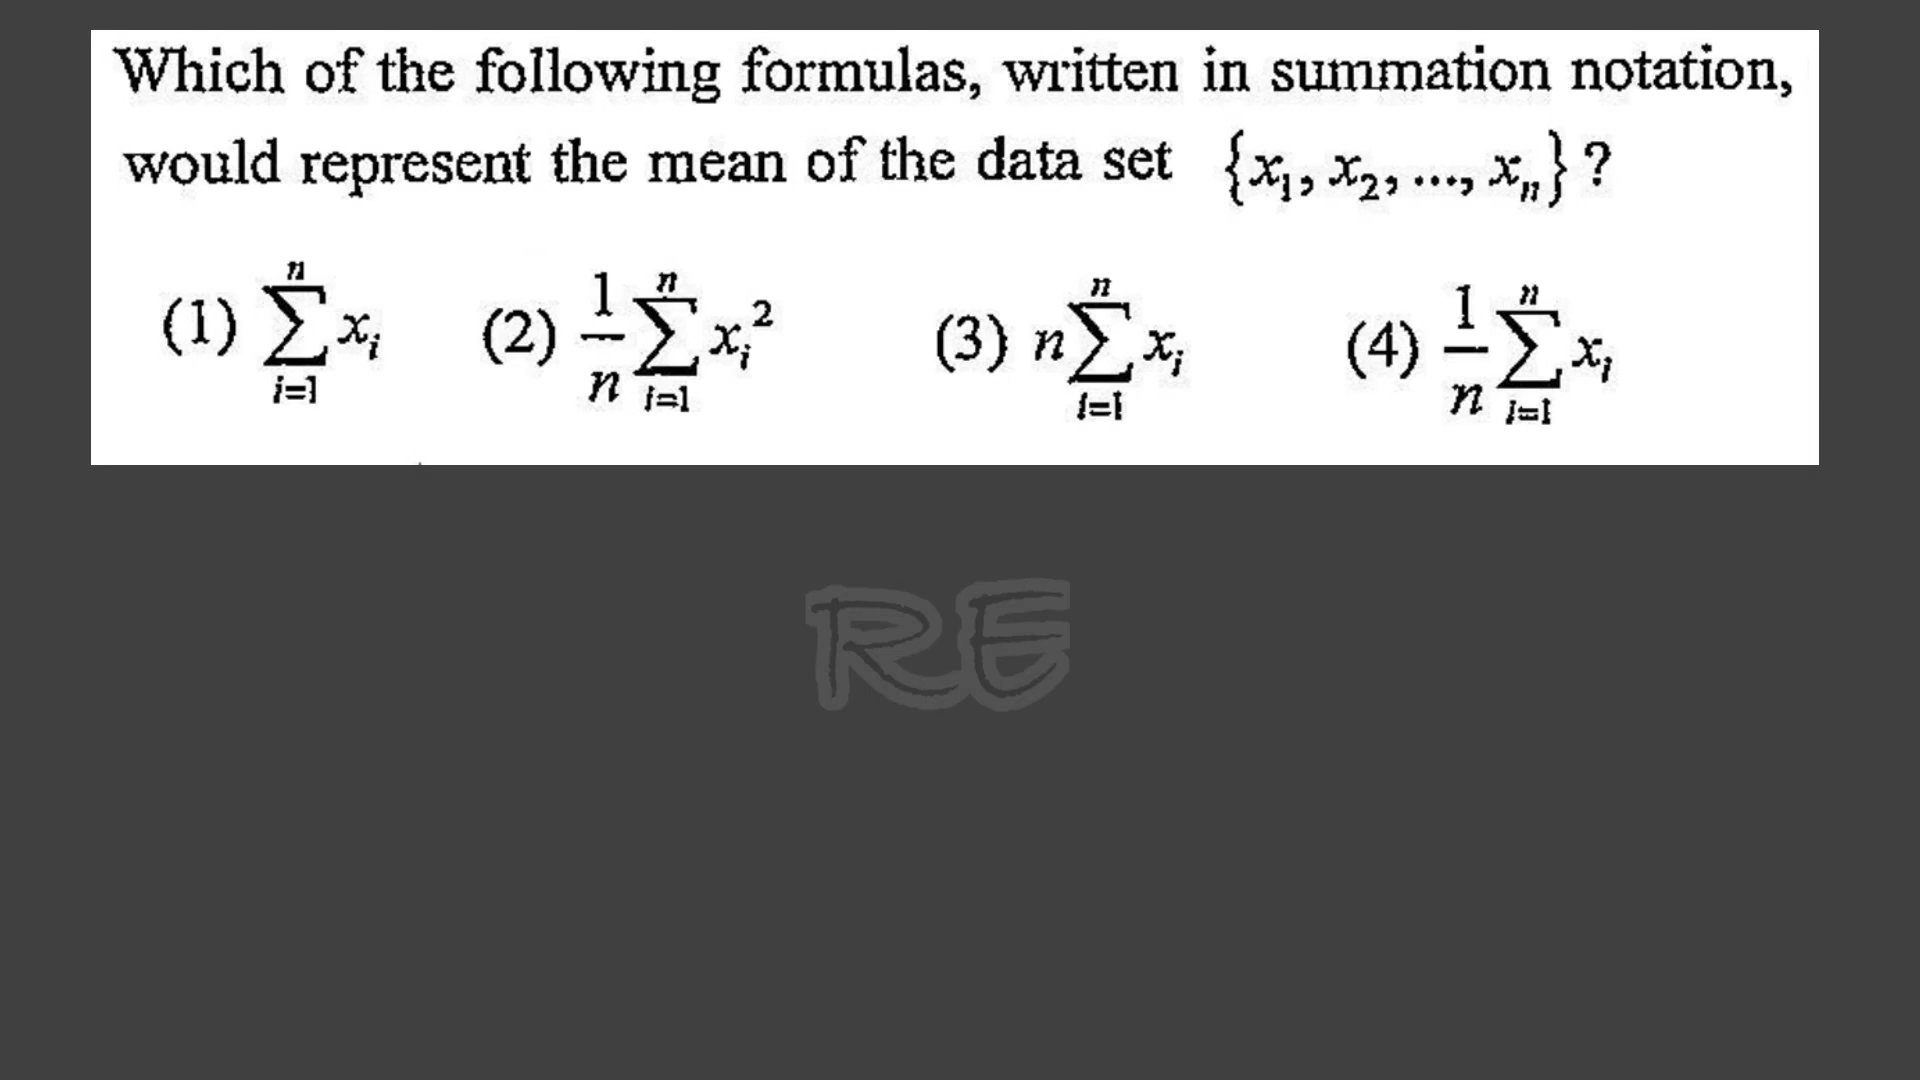 Which of the following formulas, written in summation notation,
would represent the mean of the data set {x₁, x₂, ..., xₙ}?
(1) ∑ᵢ₌₁ⁿ xᵢ (2) 1/n ∑ᵢ₌₁ⁿ xᵢ² (3) n ∑ᵢ₌₁ⁿ xᵢ (4) 1/n ∑ᵢ₌₁ⁿ xᵢ
RE